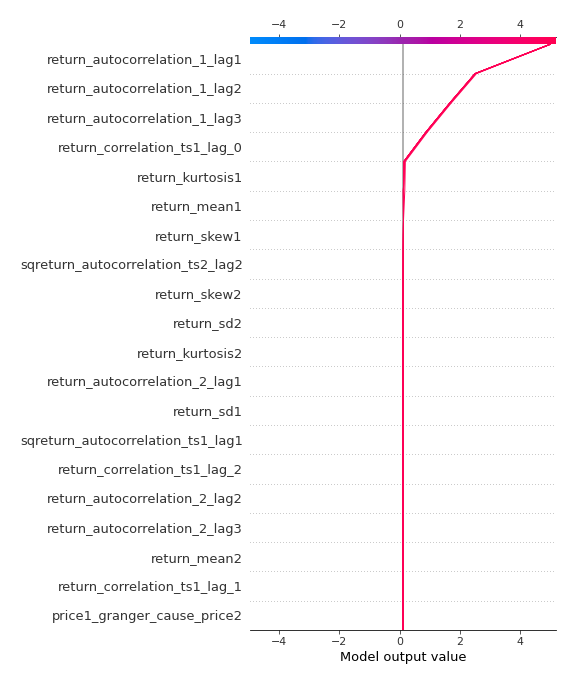 −4 −2 0 2 4
return_autocorrelation_1_lag1
return_autocorrelation_1_lag2
return_autocorrelation_1_lag3
return_correlation_ts1_lag_0
return_kurtosis1
return_mean1
return_skew1
sqreturn_autocorrelation_ts2_lag2
return_skew2
return_sd2
return_kurtosis2
return_autocorrelation_2_lag1
return_sd1
sqreturn_autocorrelation_ts1_lag1
return_correlation_ts1_lag_2
return_autocorrelation_2_lag2
return_autocorrelation_2_lag3
return_mean2
return_correlation_ts1_lag_1
price1_granger_cause_price2
−4 −2 0 2 4
Model output value